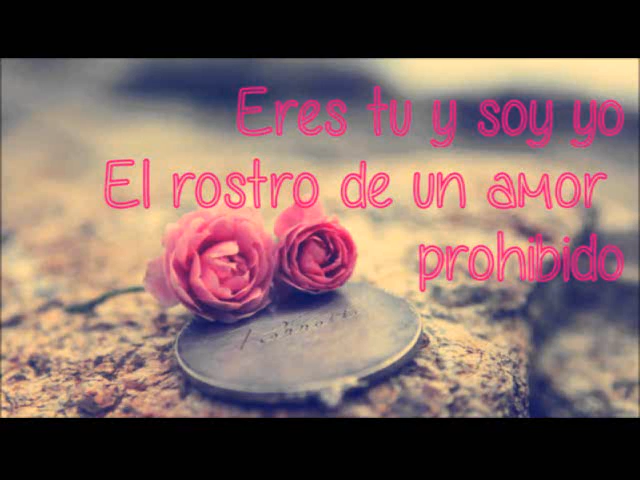 Eres tu y soy yo
El rostro de un amor
prohibido